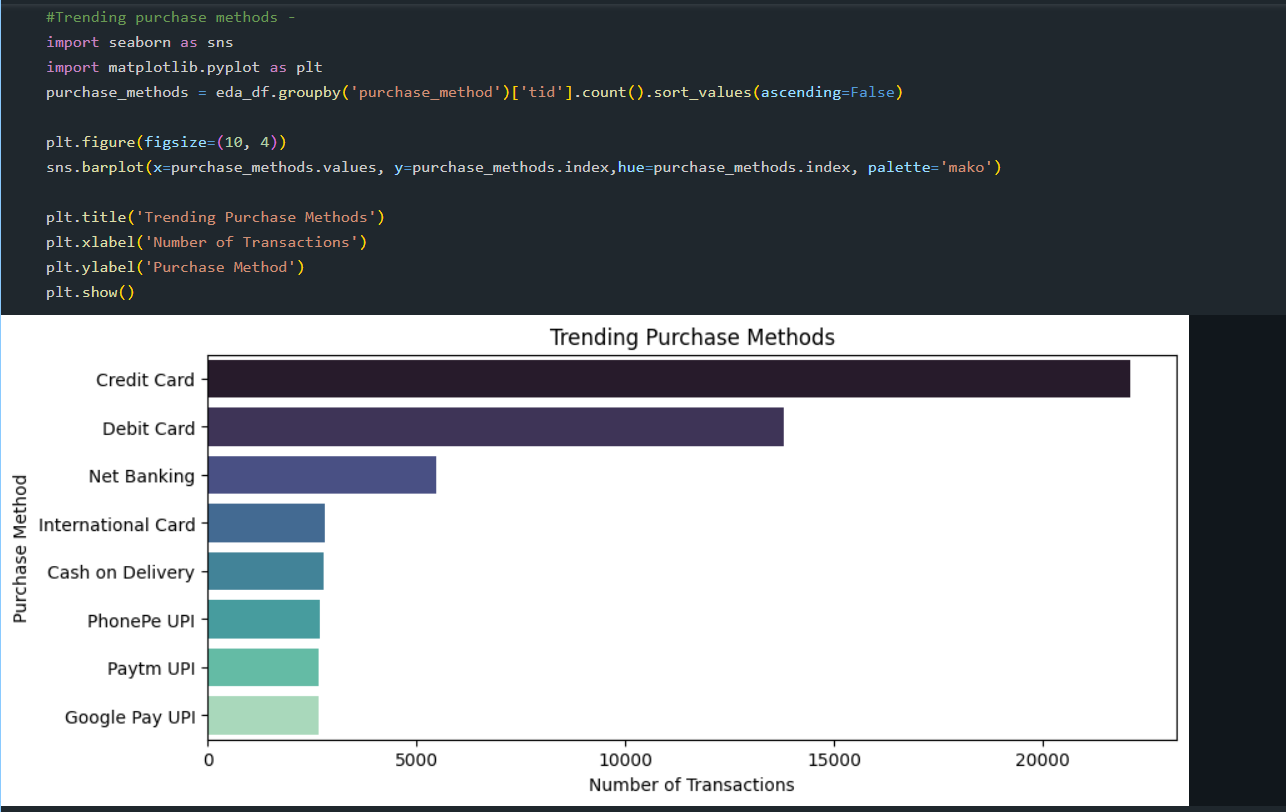 #Trending purchase methods -
import seaborn as sns
import matplotlib.pyplot as plt
purchase_methods = eda_df.groupby('purchase_method')['tid'].count().sort_values(ascending=False)
plt.figure(figsize=(10, 4))
sns.barplot(x=purchase_methods.values, y=purchase_methods.index,hue=purchase_methods.index, palette='mako')
plt.title('Trending Purchase Methods')
plt.xlabel('Number of Transactions')
plt.ylabel('Purchase Method')
plt.show()
Trending Purchase Methods
Purchase Method
Credit Card
Debit Card
Net Banking
International Card
Cash on Delivery
PhonePe UPI
Paytm UPI
Google Pay UPI
0 5000 10000 15000 20000
Number of Transactions